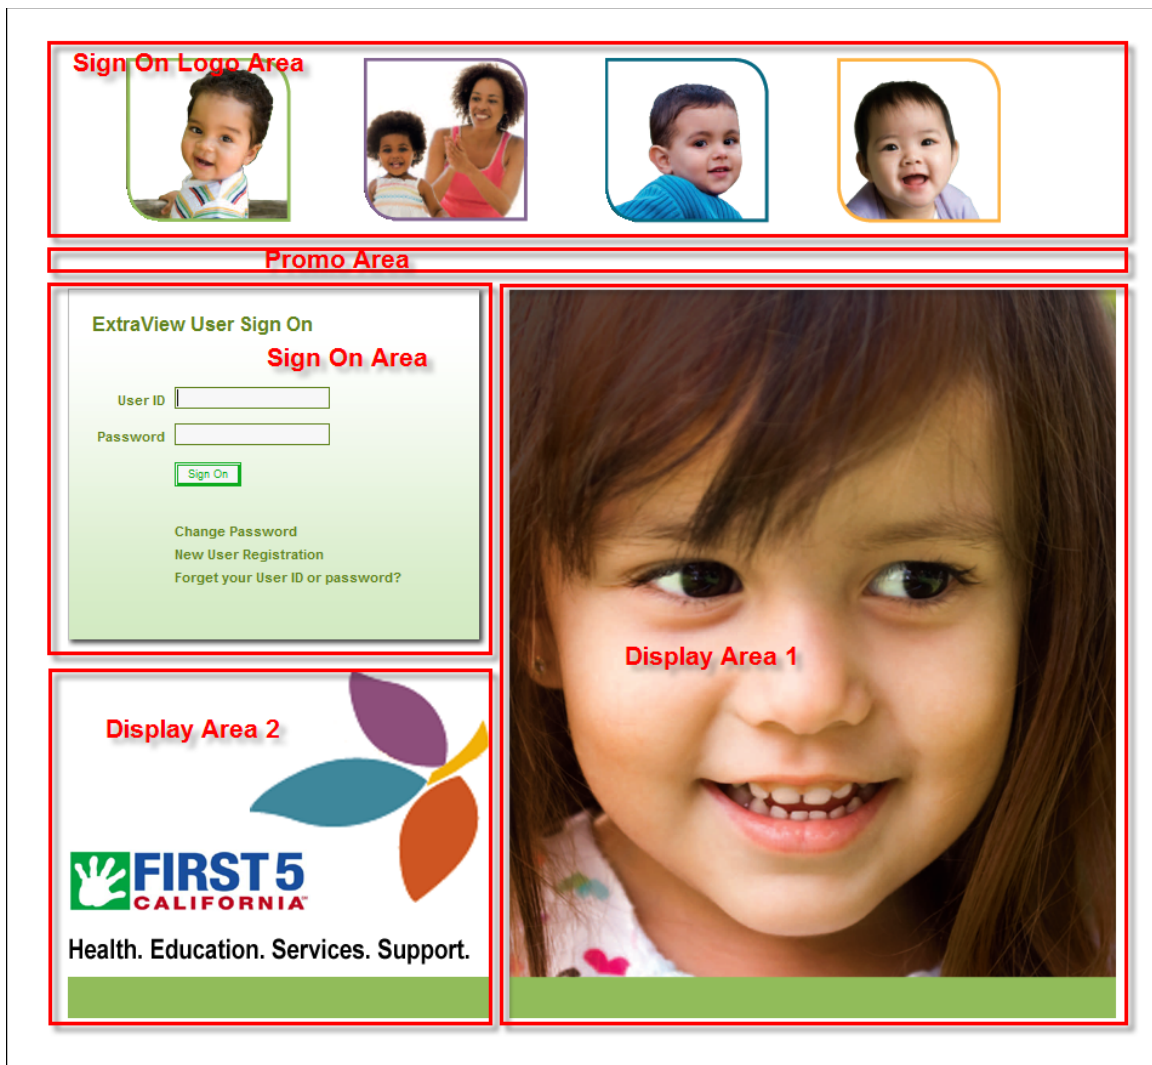 Sign On Logo Area
Promo Area
ExtraView User Sign On
Sign On Area
User ID
Password
Sign On
Change Password
New User Registration
Forget your User ID or password?
Display Area 1
Display Area 2
FIRST 5
CALIFORNIA™
Health. Education. Services. Support.